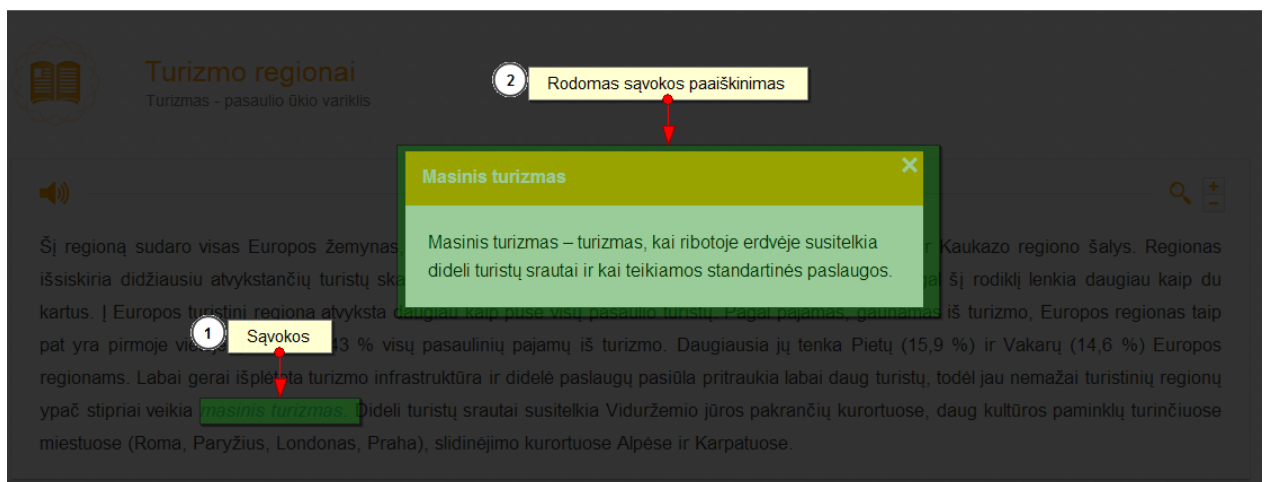 Turizmo regionai
Turizmas - pasaulio ūkio variklis
2 Rodomas sąvokos paaiškinimas
Masinis turizmas ×
Masinis turizmas – turizmas, kai ribotoje erdvėje susitelkia
dideli turistų srautai ir kai teikiamos standartinės paslaugos.
+
−
Šį regioną sudaro visas Europos žemynas, Kaukazo regiono šalys. Regionas
išsiskiria didžiausiu atvykstančių turistų šį rodiklį lenkia daugiau kaip du
kartus. Į Europos turistinį regioną atvyksta daugiau kaip pusė visų pasaulio turistų. Pagal pajamas, gaunamas iš turizmo, Europos regionas taip
1 Sąvokos
pat yra pirmoje 43 % visų pasaulinių pajamų iš turizmo. Daugiausia jų tenka Pietų (15,9 %) ir Vakarų (14,6 %) Europos
regionams. Labai gerai išplėtota turizmo infrastruktūra ir didelė paslaugų pasiūla pritraukia labai daug turistų, todėl jau nemažai turistinių regionų
ypač stipriai veikia masinis turizmas. Dideli turistų srautai susitelkia Viduržemio jūros pakrančių kurortuose, daug kultūros paminklų turinčiuose
miestuose (Roma, Paryžius, Londonas, Praha), slidinėjimo kurortuose Alpėse ir Karpatuose.